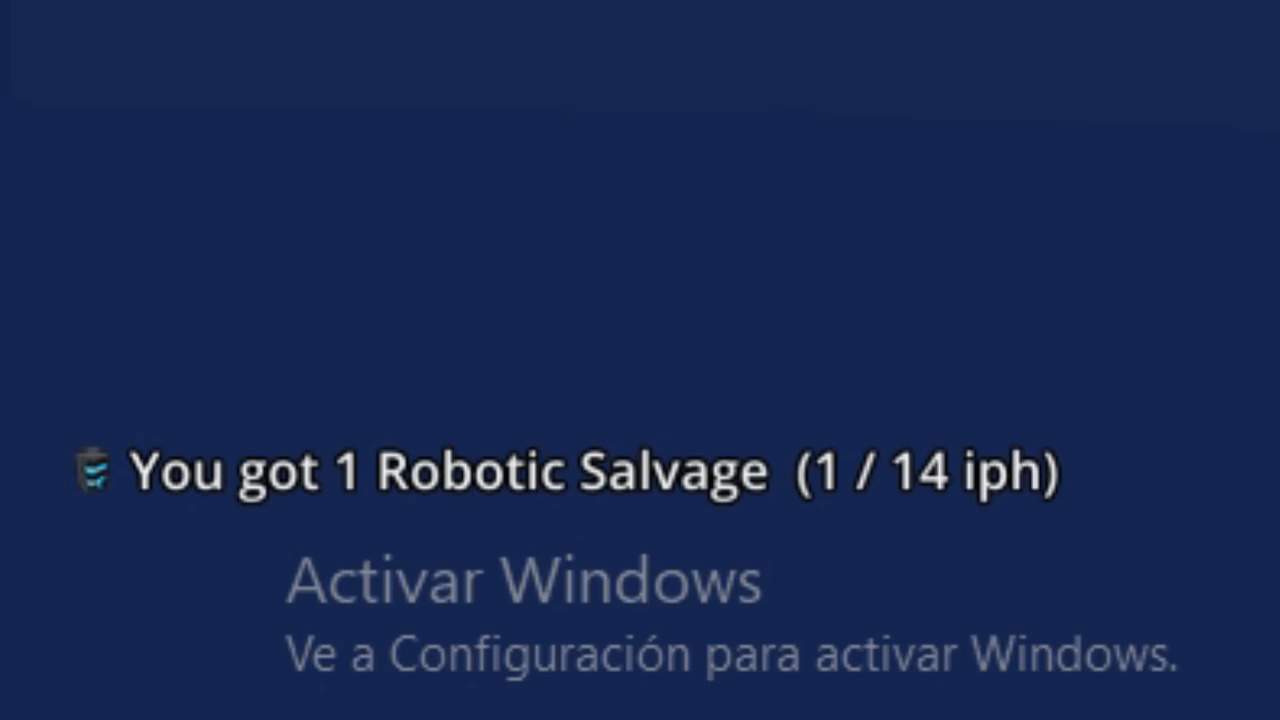 You got 1 Robotic Salvage (1 / 14 iph)
Activar Windows
Ve a Configuración para activar Windows.